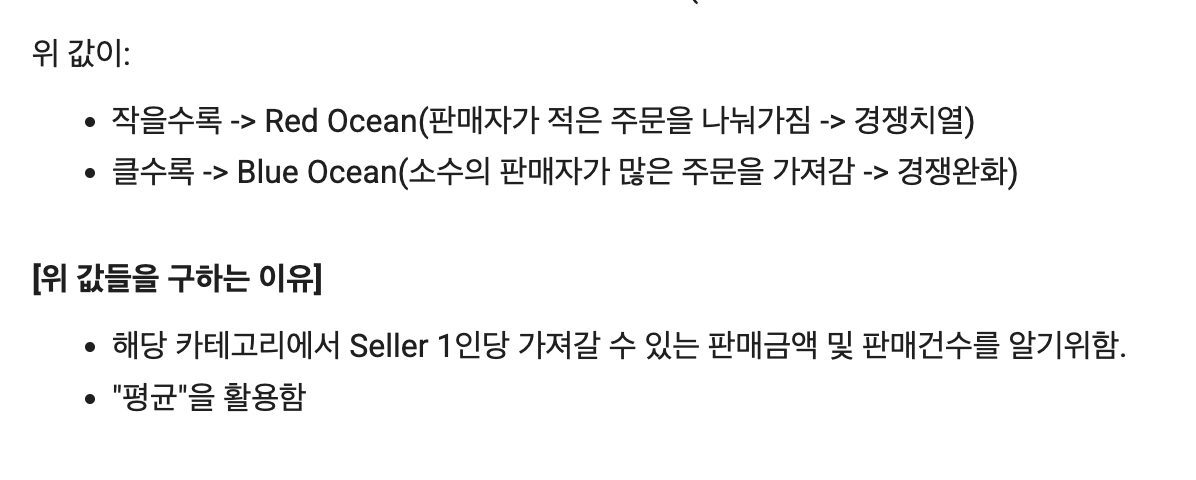 위 값이:
• 작을수록 -> Red Ocean(판매자가 적은 주문을 나눠가짐 -> 경쟁치열)
• 클수록 -> Blue Ocean(소수의 판매자가 많은 주문을 가져감 -> 경쟁완화)
[위 값들을 구하는 이유]
• 해당 카테고리에서 Seller 1인당 가져갈 수 있는 판매금액 및 판매건수를 알기위함.
• "평균"을 활용함